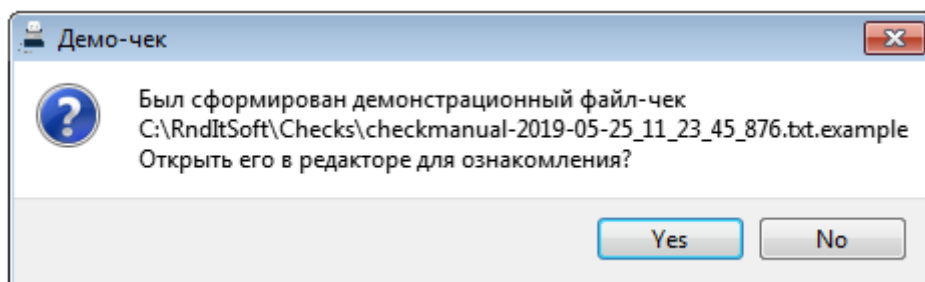 Демо-чек
Был сформирован демонстрационный файл-чек
C:\RndItSoft\Checks\checkmanual-2019-05-25_11_23_45_876.txt.example
Открыть его в редакторе для ознакомления?
Yes
No